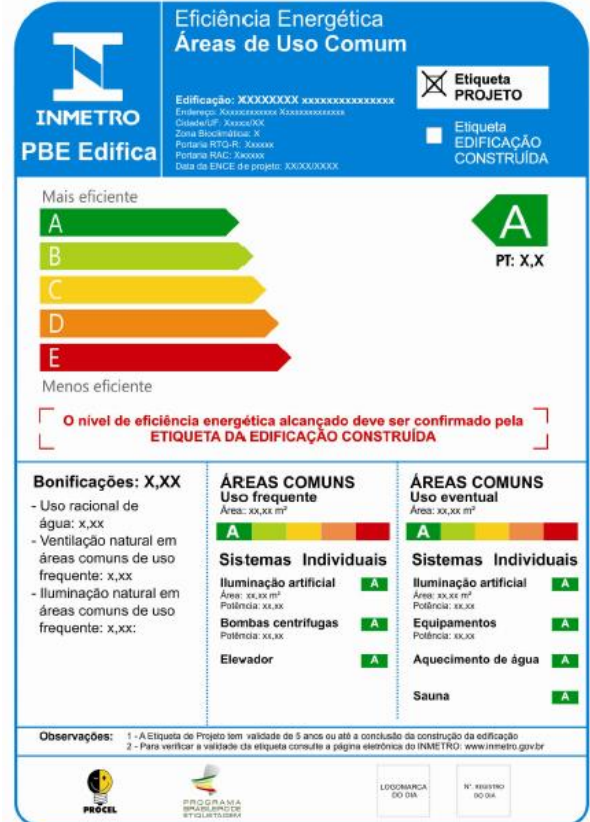 INMETRO
PBE Edifica
Eficiência Energética
Áreas de Uso Comum
Edificação: XXXXXXXX xxxxxxxxxxxxxxx
Endereço: Xxxxxxxxxxxx Xxxxxxxxxxxxxx
Cidade/UF: Xxxxx/XX
Zona Bioclimática: X
Portaria RTQ-R: Xxxxxx
Portaria RAC: Xxxxxx
Data da ENCE de projeto: XX/XX/XXXX
Etiqueta
PROJETO
Etiqueta
EDIFICAÇÃO
CONSTRUÍDA
Mais eficiente
A
B
C
D
E
Menos eficiente
A
PT: X,X
O nível de eficiência energética alcançado deve ser confirmado pela
ETIQUETA DA EDIFICAÇÃO CONSTRUÍDA
Bonificações: X,XX
- Uso racional de
água: x,xx
- Ventilação natural em
áreas comuns de uso
frequente: x,xx
- Iluminação natural em
áreas comuns de uso
frequente: x,xx:
ÁREAS COMUNS
Uso frequente
Área: xx,xx m²
A
Sistemas Individuais
Iluminação artificial A
Área: xx,xx m²
Potência: xx,xx
Bombas centrífugas A
Potência: xx,xx
Elevador A
ÁREAS COMUNS
Uso eventual
Área: xx,xx m²
A
Sistemas Individuais
Iluminação artificial A
Área: xx,xx m²
Potência: xx,xx
Equipamentos A
Potência: xx,xx
Aquecimento de água A
Sauna A
Observações: 1 - A Etiqueta de Projeto tem validade de 5 anos ou até a conclusão da construção da edificação
2 - Para verificar a validade da etiqueta consulte a página eletrônica do INMETRO: www.inmetro.gov.br
PROCEL
PROGRAMA
BRASILEIRO DE
ETIQUETAGEM
LOGOMARCA
DO OIA
N°. REGISTRO
DO OIA